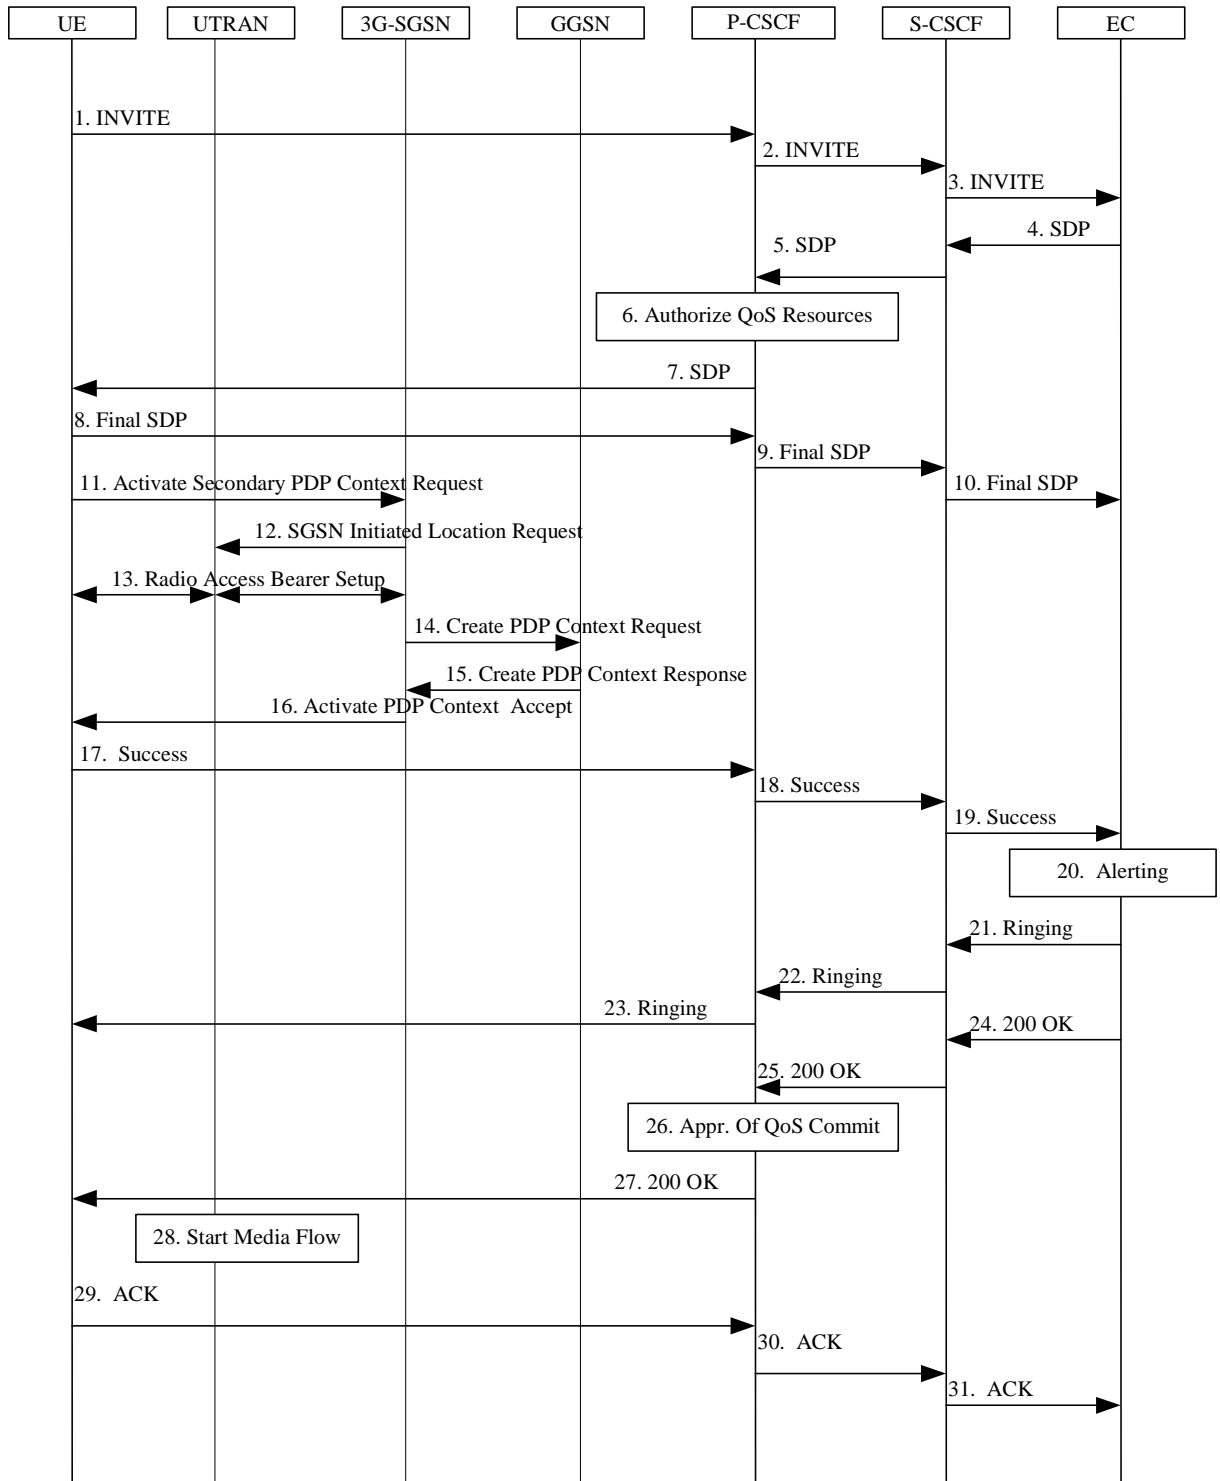 UE
UTRAN
3G-SGSN
GGSN
P-CSCF
S-CSCF
EC
1. INVITE
2. INVITE
3. INVITE
4. SDP
5. SDP
6. Authorize QoS Resources
7. SDP
8. Final SDP
9. Final SDP
11. Activate Secondary PDP Context Request
10. Final SDP
12. SGSN Initiated Location Request
13. Radio Access Bearer Setup
14. Create PDP Context Request
15. Create PDP Context Response
16. Activate PDP Context Accept
17. Success
18. Success
19. Success
20. Alerting
21. Ringing
22. Ringing
23. Ringing
24. 200 OK
25. 200 OK
26. Appr. Of QoS Commit
27. 200 OK
28. Start Media Flow
29. ACK
30. ACK
31. ACK